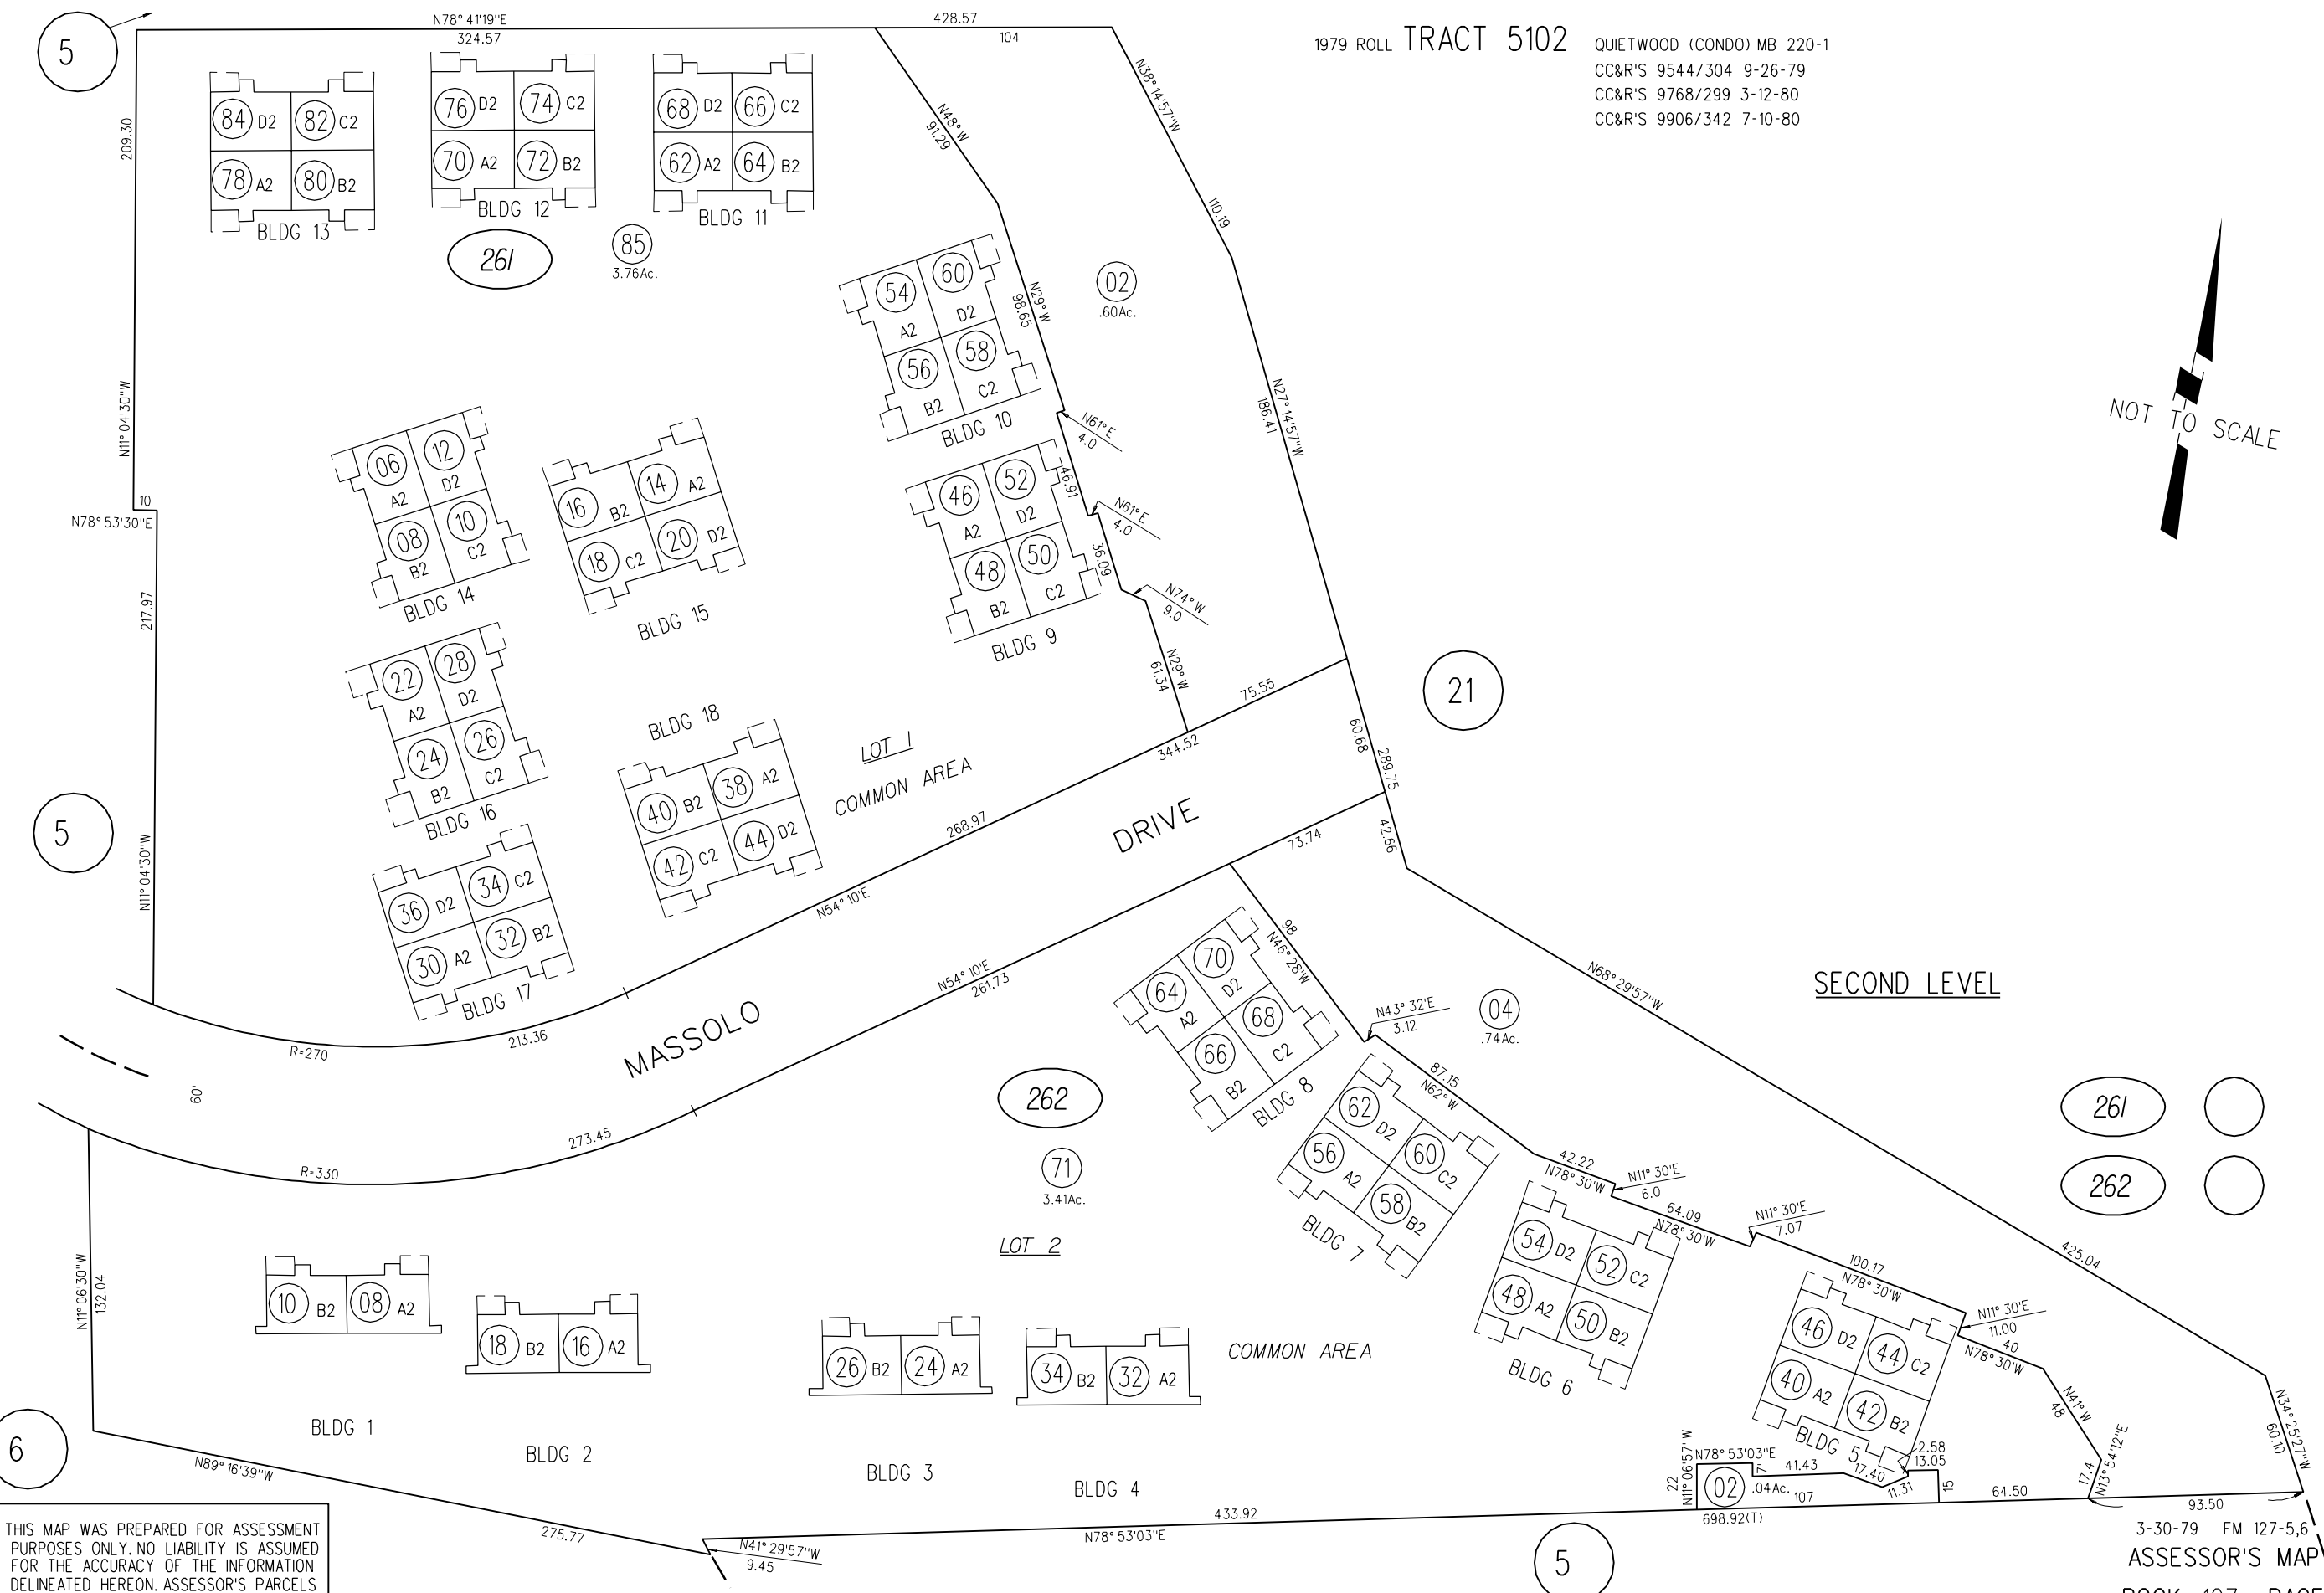 5
N78°41'19"E
324.57
428.57
104
1979 ROLL TRACT 5102 QUIETWOOD (CONDO) MB 220-1
CC&R'S 9544/304 9-26-79
CC&R'S 9768/299 3-12-80
CC&R'S 9906/342 7-10-80
209.30
84 D2 82 C2
78 A2 80 B2
BLDG 13
76 D2 74 C2
70 A2 72 B2
BLDG 12
68 D2 66 C2
62 A2 64 B2
BLDG 11
N48°W
91.29
N38°14'57"W
110.19
261
85
3.76Ac.
02
.60Ac.
54 60
A2 D2
56 58
B2 C2
BLDG 10
N29°W
98.65
N61°E
4.0
N27°14'57"W
186.41
NOT TO SCALE
N11°04'30"W
10
N78°53'30"E
06 12
A2 D2
08 10
B2 C2
BLDG 14
16 B2 14 A2
18 C2 20 D2
BLDG 15
46 52
A2 D2
48 50
B2 C2
BLDG 9
46.91
N61°E
4.0
36.09
N74°W
9.0
N29°W
61.34
217.97
22 28
A2 D2
24 26
B2 C2
BLDG 16
BLDG 18
40 B2 38 A2
42 C2 44 D2
LOT 1
COMMON AREA
75.55
344.52
268.97
N54°10'E
21
60.68
289.75
42.66
5
N11°04'30"W
36 D2 34 C2
30 A2 32 B2
BLDG 17
DRIVE
73.74
MASSOLO
N54°10'E
261.73
R=270
213.36
60'
R=330
273.45
98
N46°28'W
64 70
A2 D2
66 68
B2 C2
BLDG 8
N43°32'E
3.12
04
.74Ac.
N68°29'57"W
425.04
SECOND LEVEL
262
71
3.41Ac.
LOT 2
87.15
N62°W
62 D2 60 C2
56 A2 58 B2
BLDG 7
42.22
N78°30'W
N11°30'E
6.0
64.09
N78°30'W
N11°30'E
7.07
54 D2 52 C2
48 A2 50 B2
BLDG 6
100.17
N78°30'W
N11°30'E
11.00
40
N78°30'W
46 D2 44 C2
40 A2 42 B2
BLDG 5
261
262
N11°06'30"W
132.04
10 B2 08 A2
BLDG 1
18 B2 16 A2
BLDG 2
26 B2 24 A2
BLDG 3
34 B2 32 A2
BLDG 4
COMMON AREA
N41°W
48
17.4
N13°54'12"E
N34°25'27"W
60.10
6
N89°16'39"W
275.77
N41°29'57"W
9.45
433.92
N78°53'03"E
22
N11°06'57"W
N78°53'03"E
7
41.43
17.40
11.31
2.58
13.05
15
02
.04Ac.
107
698.92(T)
64.50
93.50
5
THIS MAP WAS PREPARED FOR ASSESSMENT
PURPOSES ONLY. NO LIABILITY IS ASSUMED
FOR THE ACCURACY OF THE INFORMATION
DELINEATED HEREON. ASSESSOR'S PARCELS
3-30-79 FM 127-5,6
ASSESSOR'S MAP